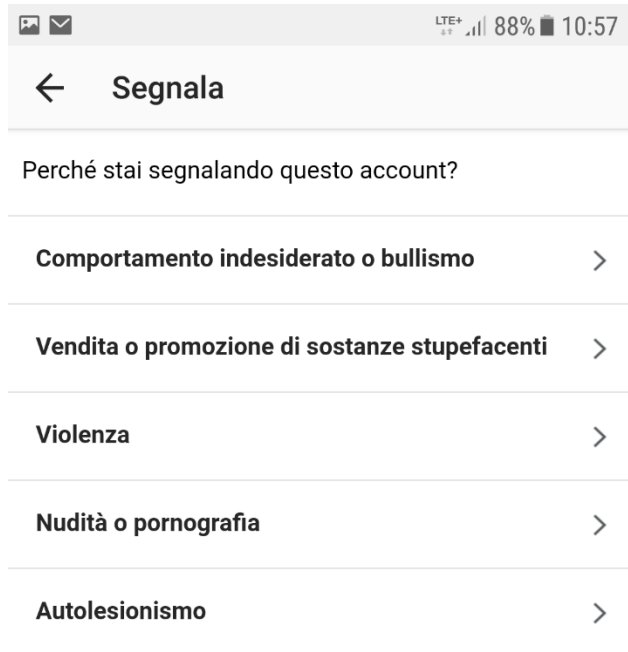 LTE+ 88% 10:57
Segnala
Perché stai segnalando questo account?
Comportamento indesiderato o bullismo
Vendita o promozione di sostanze stupefacenti
Violenza
Nudità o pornografia
Autolesionismo